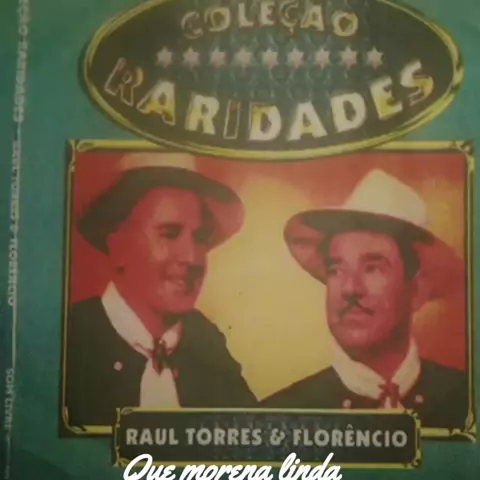 COLEÇÃO
RARIDADES
RAUL TORRES & FLORÊNCIO
Que morena linda